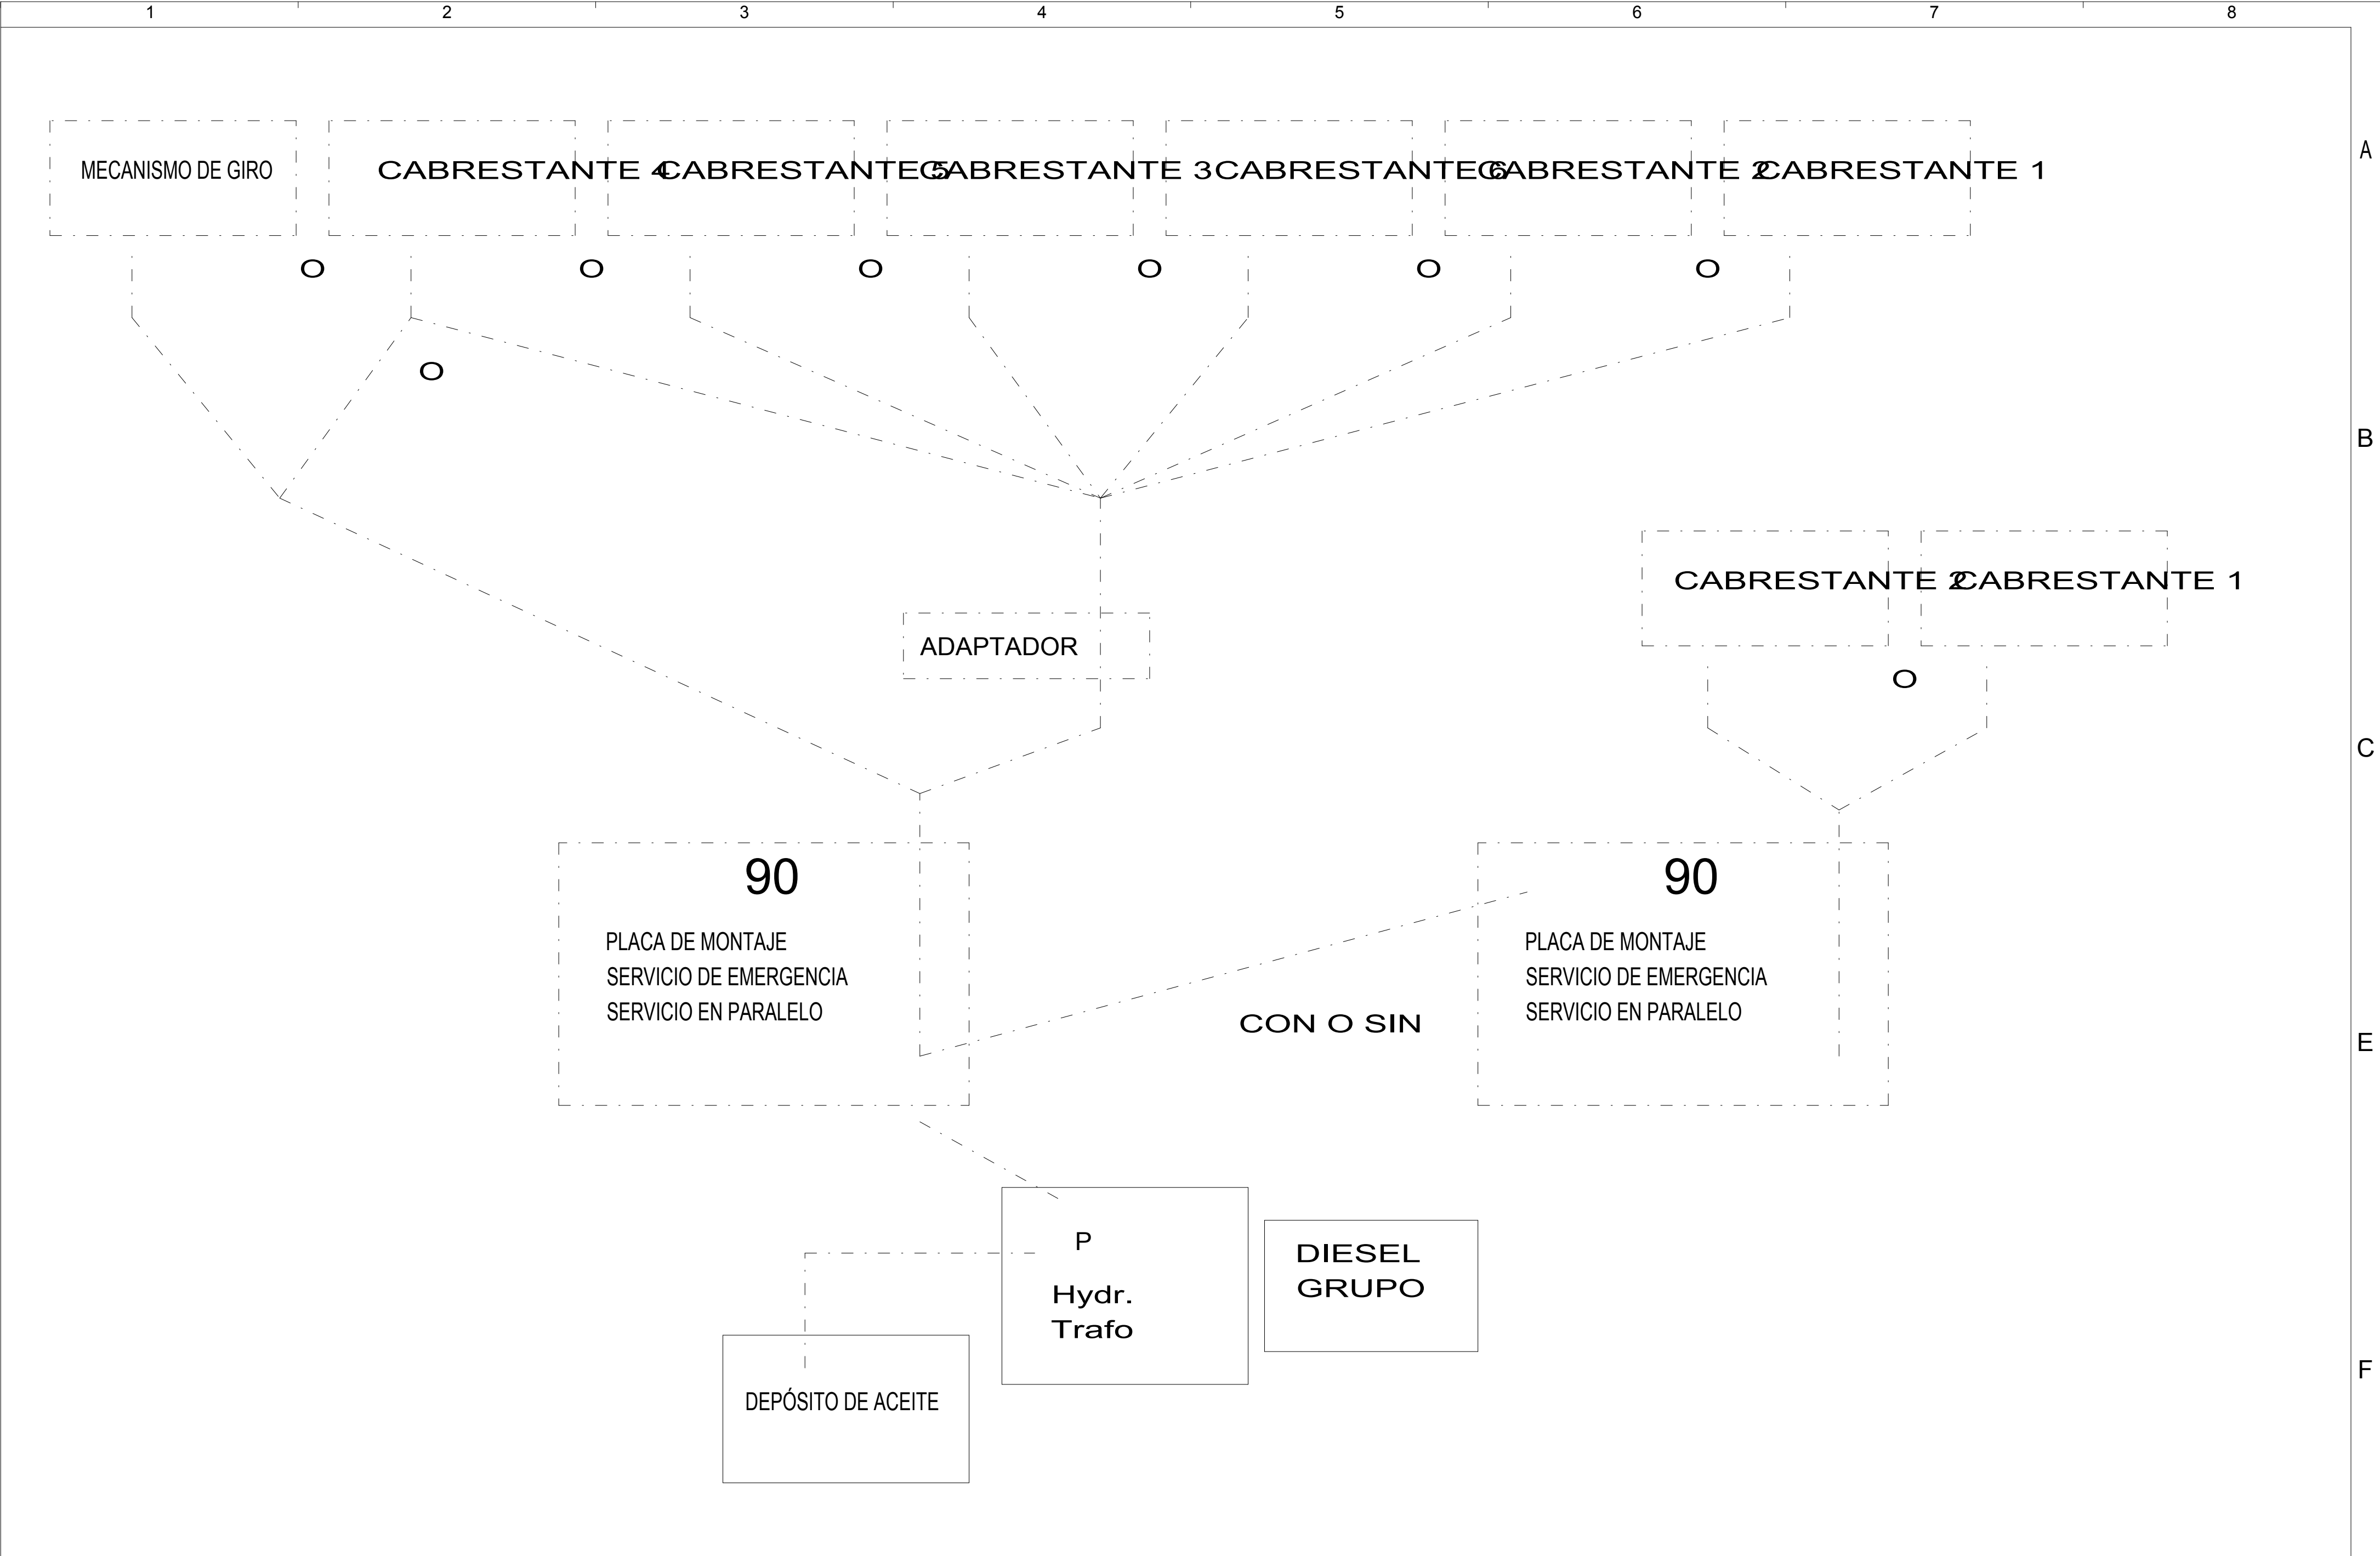 1 2 3 4 5 6 7 8
A
MECANISMO DE GIRO CABRESTANTE 4 CABRESTANTE 5 CABRESTANTE 3 CABRESTANTE 6 CABRESTANTE 2 CABRESTANTE 1
O O O O O O
O
B
CABRESTANTE 2 CABRESTANTE 1
ADAPTADOR
O
C
90
PLACA DE MONTAJE
SERVICIO DE EMERGENCIA
SERVICIO EN PARALELO
CON O SIN
90
PLACA DE MONTAJE
SERVICIO DE EMERGENCIA
SERVICIO EN PARALELO
E
P
Hydr.
Trafo
DIESEL
GRUPO
DEPÓSITO DE ACEITE
F